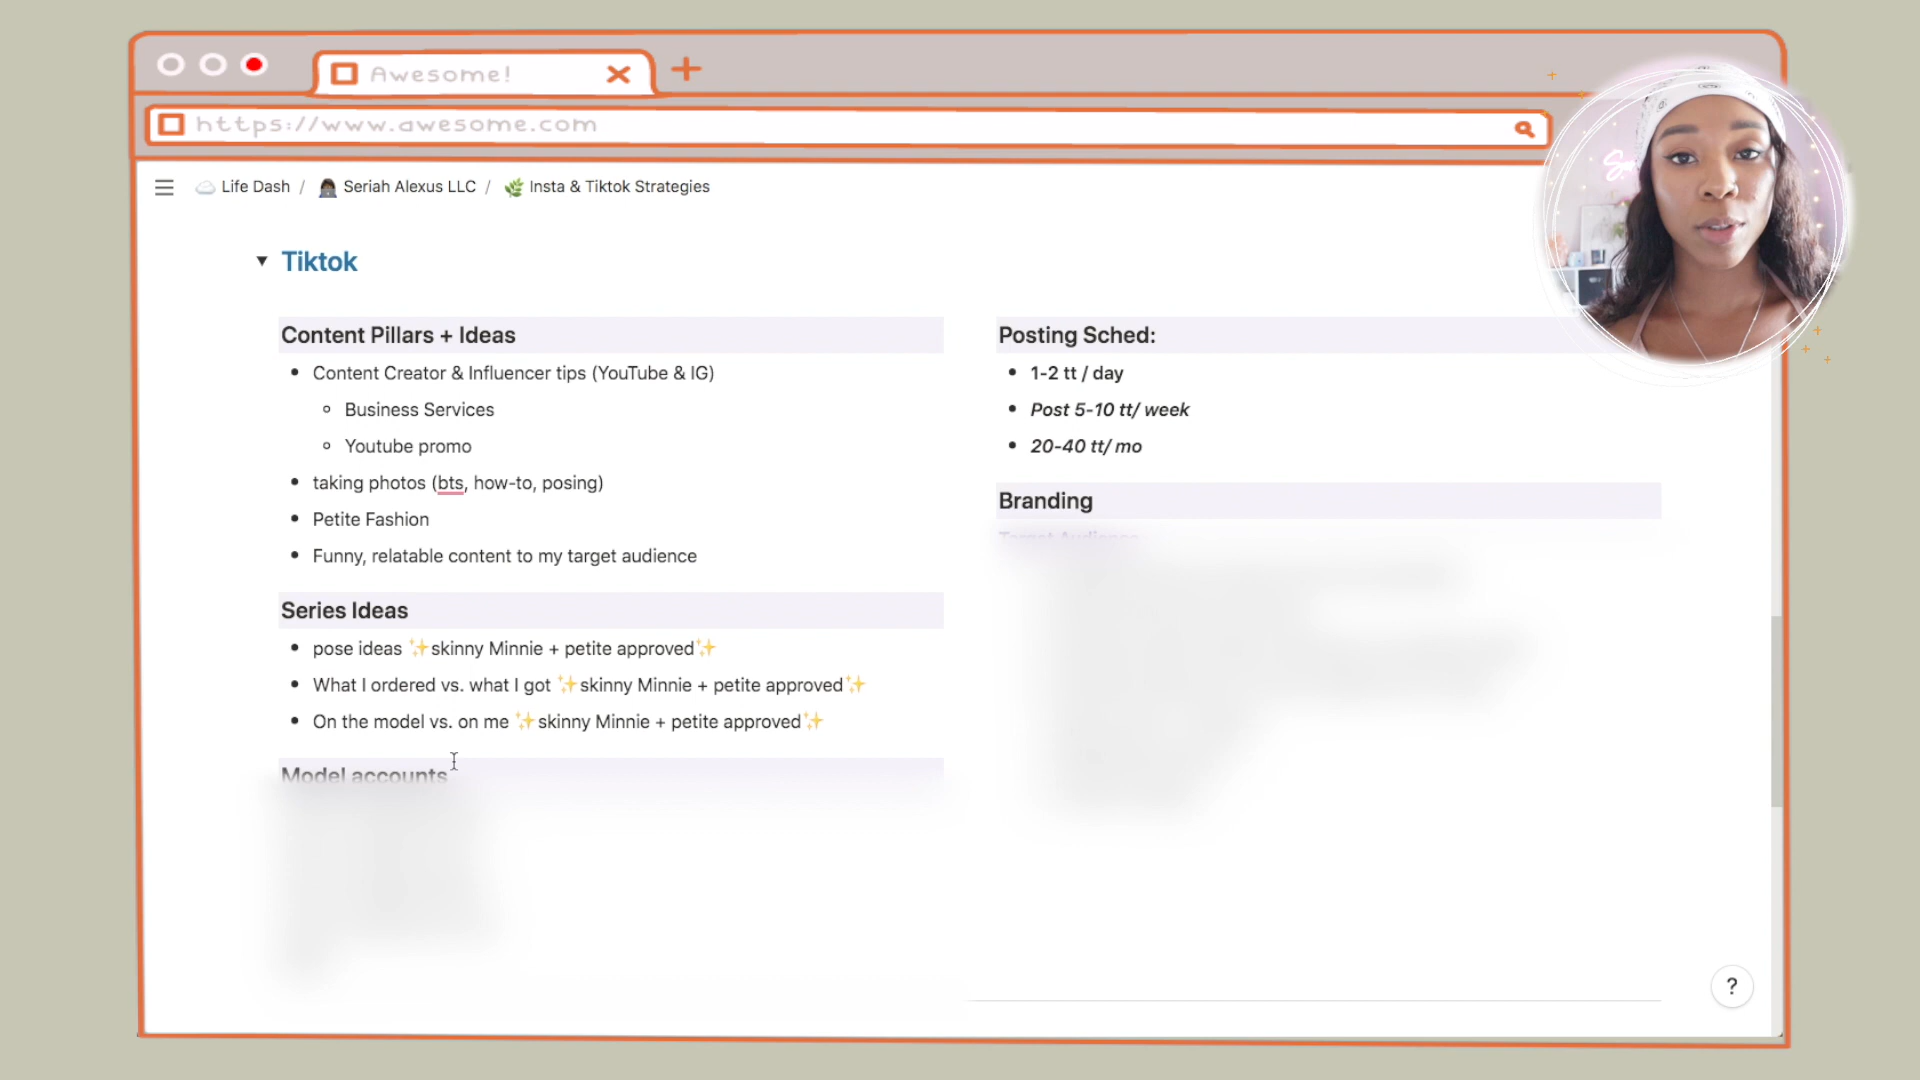 Awesome!
https://www.awesome.com
Life Dash / Seriah Alexus LLC / Insta & Tiktok Strategies
Tiktok
Content Pillars + Ideas
Content Creator & Influencer tips (YouTube & IG)
Business Services
Youtube promo
taking photos (bts, how-to, posing)
Petite Fashion
Funny, relatable content to my target audience
Series Ideas
pose ideas ✨skinny Minnie + petite approved✨
What I ordered vs. what I got ✨skinny Minnie + petite approved✨
On the model vs. on me ✨skinny Minnie + petite approved✨
Model accounts
Posting Sched:
1-2 tt / day
Post 5-10 tt/ week
20-40 tt/ mo
Branding
Target Audience
?